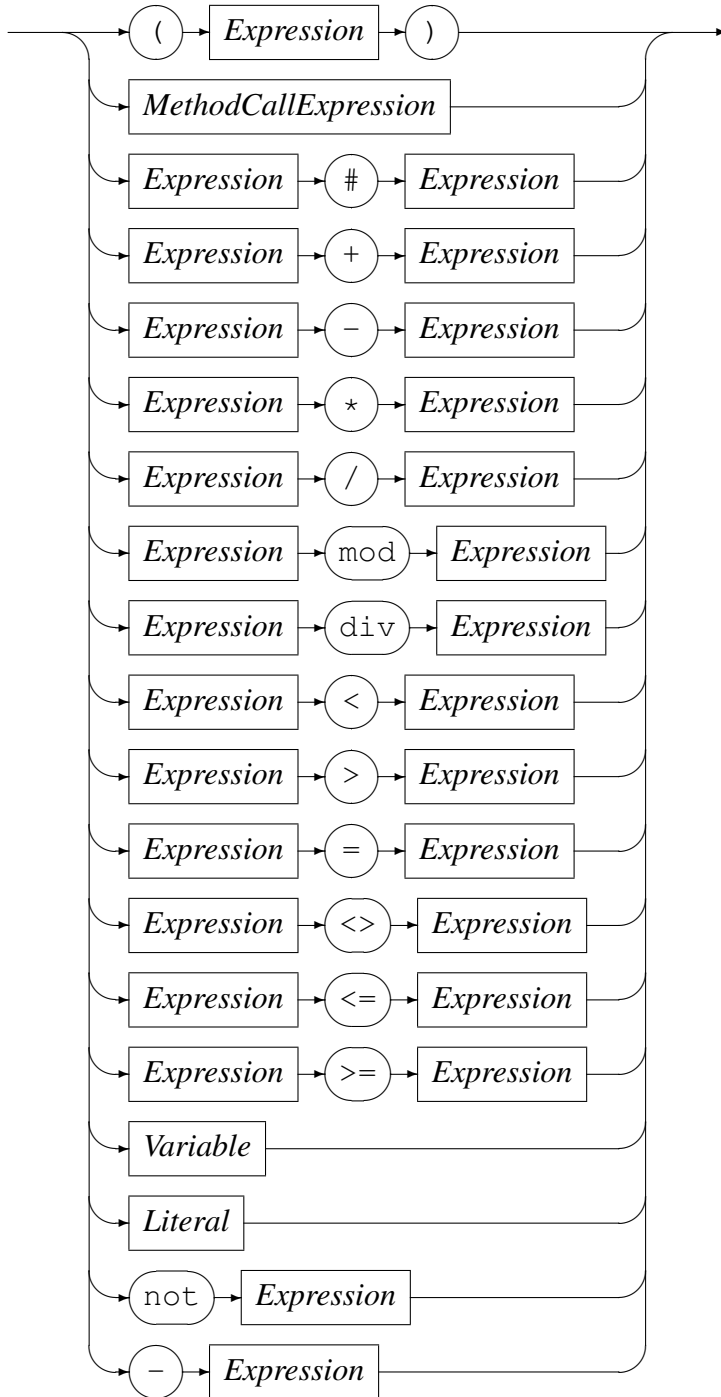 ( Expression )
MethodCallExpression
Expression # Expression
Expression + Expression
Expression - Expression
Expression * Expression
Expression / Expression
Expression mod Expression
Expression div Expression
Expression < Expression
Expression > Expression
Expression = Expression
Expression <> Expression
Expression <= Expression
Expression >= Expression
Variable
Literal
not Expression
- Expression